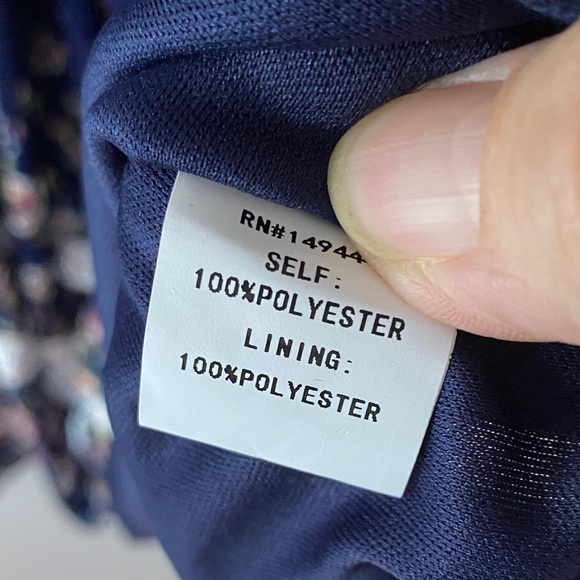 RN#14944
SELF:
100%POLYESTER
LINING:
100%POLYESTER